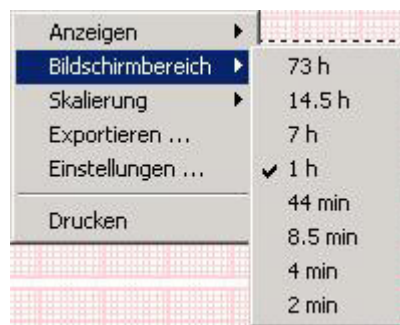 Anzeigen
Bildschirmbereich
Skalierung
Exportieren ...
Einstellungen ...
Drucken
73 h
14.5 h
7 h
1 h
44 min
8.5 min
4 min
2 min